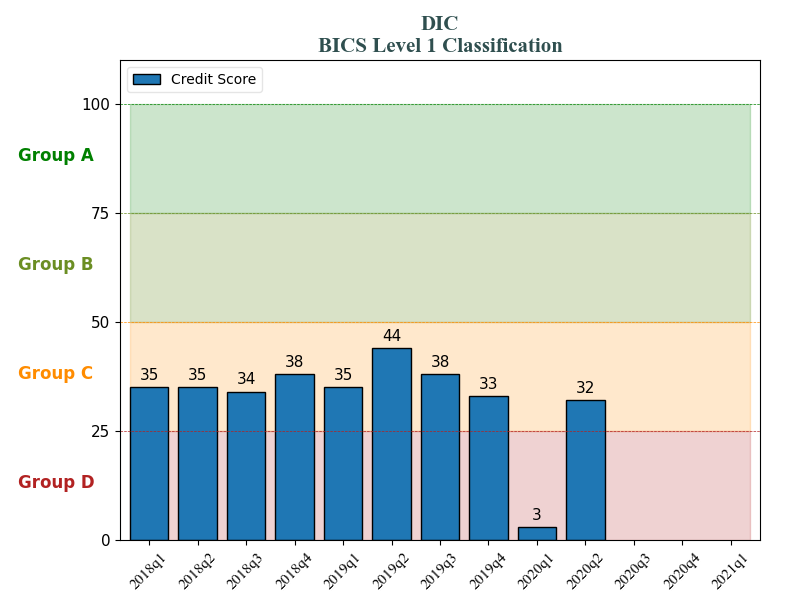 DIC
BICS Level 1 Classification
Credit Score
100
Group A
75
Group B
50
44
38
38
35
35
34
35
33
32
Group C
25
Group D
3
0
2018q1 2018q2 2018q3 2018q4 2019q1 2019q2 2019q3 2019q4 2020q1 2020q2 2020q3 2020q4 2021q1